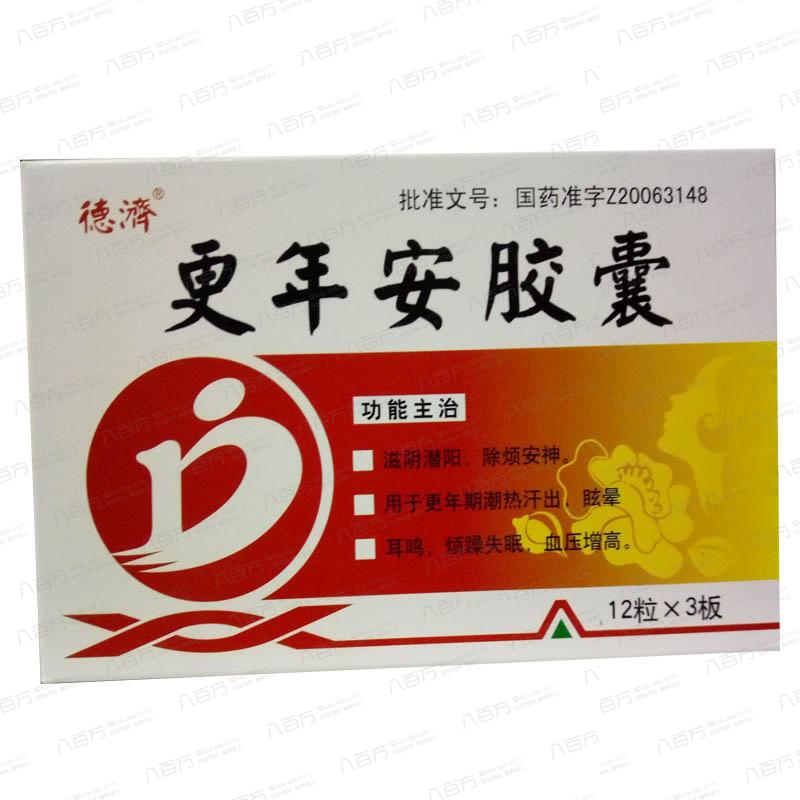 德济®
批准文号：国药准字Z20063148
更年安胶囊
功能主治
滋阴潜阳，除烦安神。
用于更年期潮热汗出，眩晕
耳鸣，烦躁失眠，血压增高。
12粒×3板
八百方